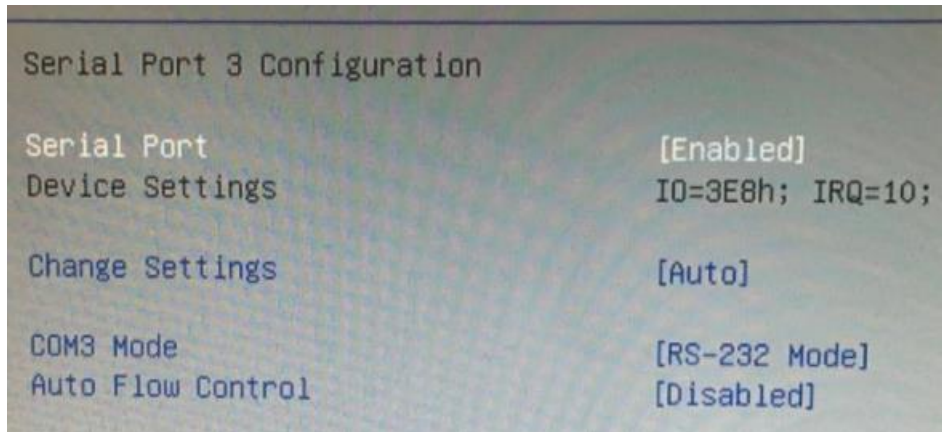 Serial Port 3 Configuration
Serial Port [Enabled]
Device Settings IO=3E8h; IRQ=10;
Change Settings [Auto]
COM3 Mode [RS-232 Mode]
Auto Flow Control [Disabled]